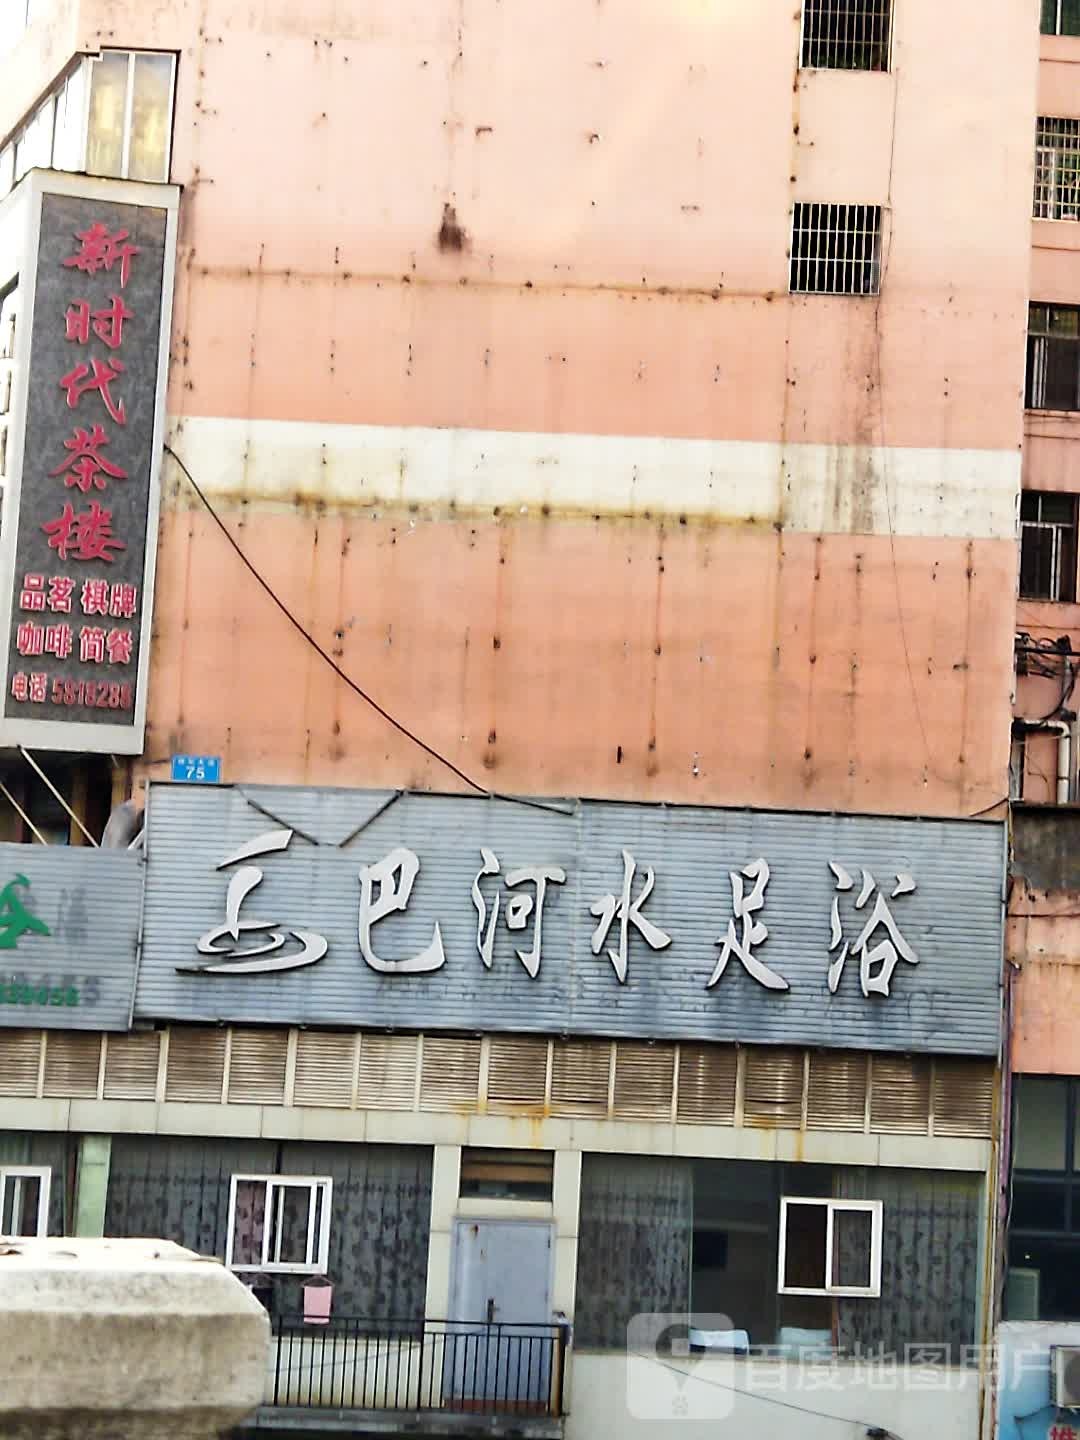 新时代茶楼
品茗 棋牌
咖啡 简餐
电话 5818288
75
巴河水足浴
百度地图用户